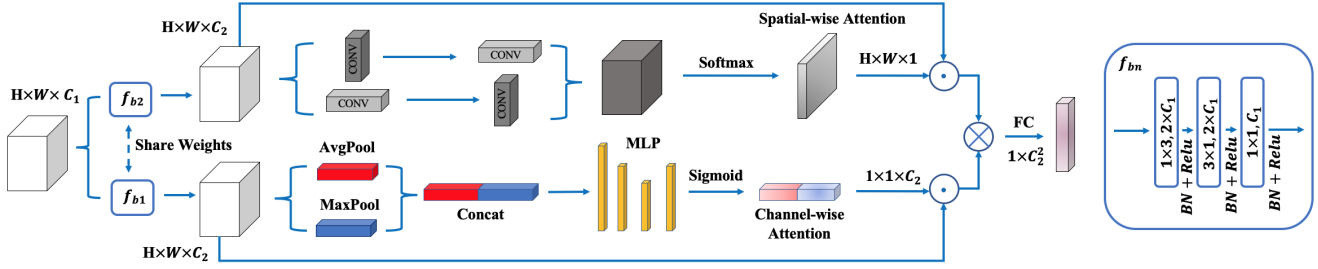 H×W×C₁
f_b2
Share Weights
f_b1
H×W×C₂
CONV
CONV
CONV
CONV
Softmax
Spatial-wise Attention
H×W×1
H×W×C₂
AvgPool
MaxPool
Concat
MLP
Sigmoid
Channel-wise
Attention
1×1×C₂
FC
1×C₂²
f_bn
1×3, 2×C₁
BN + Relu
3×1, 2×C₁
BN + Relu
1×1, C₁
BN + Relu